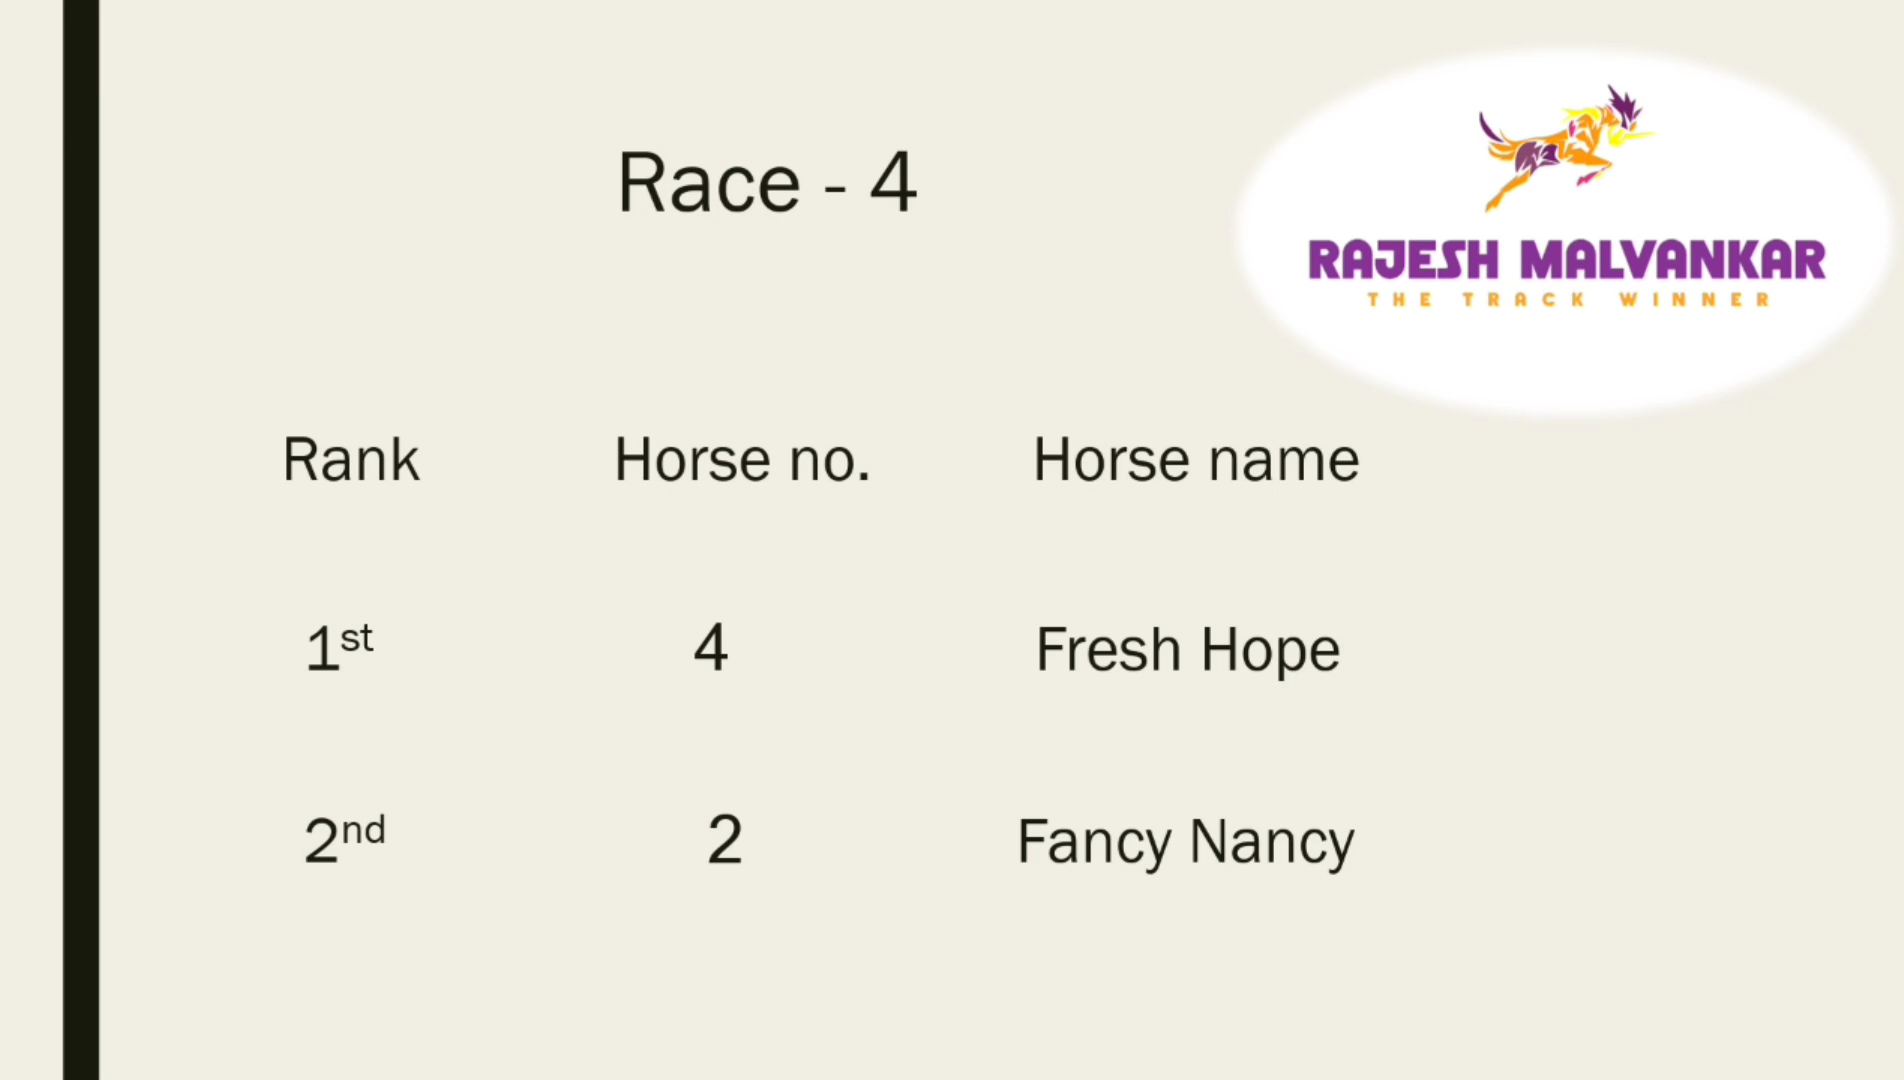 Race - 4
RAJESH MALVANKAR
THE TRACK WINNER
Rank Horse no. Horse name
1st 4 Fresh Hope
2nd 2 Fancy Nancy